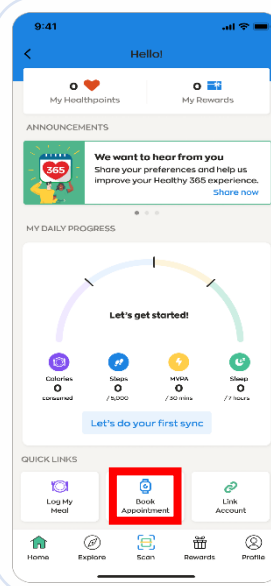 9:41
Hello!
0
0
My Healthpoints
My Rewards
ANNOUNCEMENTS
365
We want to hear from you
Share your preferences and help us
improve your Healthy 365 experience.
Share now
MY DAILY PROGRESS
Let's get started!
Calories
Steps
MVPA
Sleep
0
0
0
0
consumed
/5,000
/30 mins
/7 hours
Let's do your first sync
QUICK LINKS
Log My
Meal
Book
Appointment
Link
Account
Home
Explore
Scan
Rewards
Profile